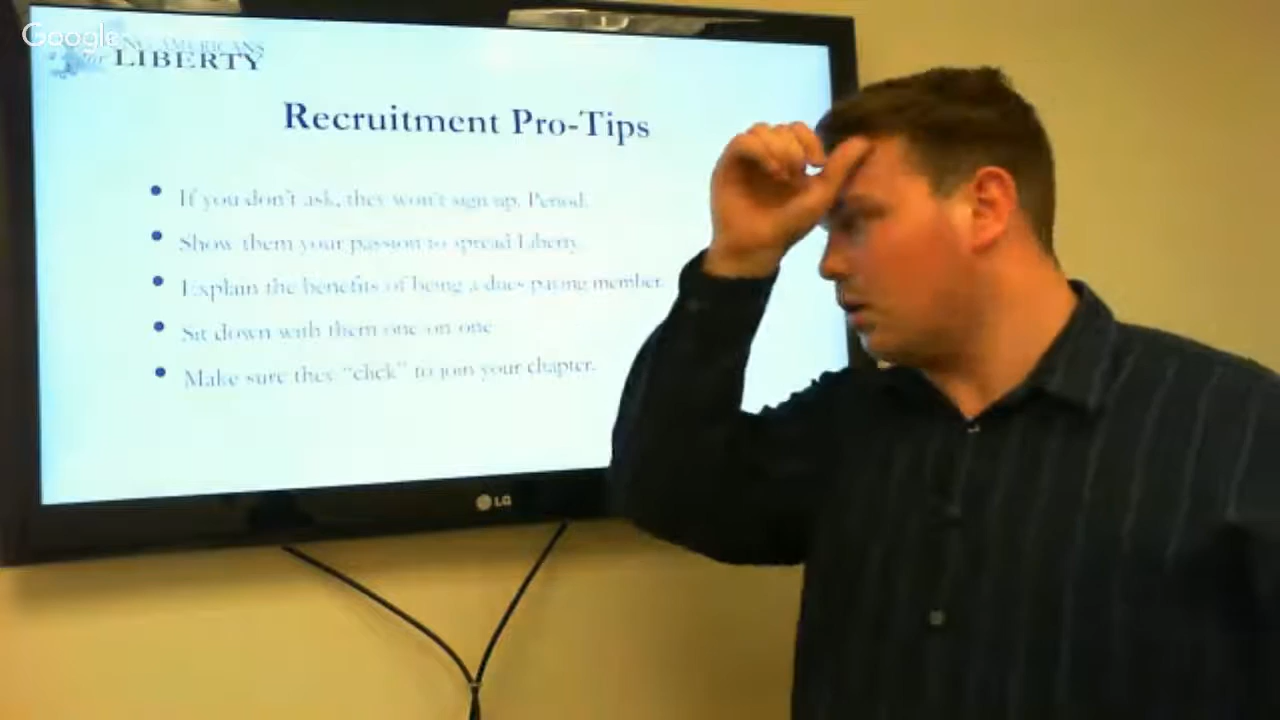 Google
AMERICANS
for LIBERTY
Recruitment Pro-Tips
• If you don't ask, they won't sign up. Period.
• Show them your passion to spread Liberty.
• Explain the benefits of being a dues paying member.
• Sit down with them one on one
• Make sure they "click" to join your chapter.
LG